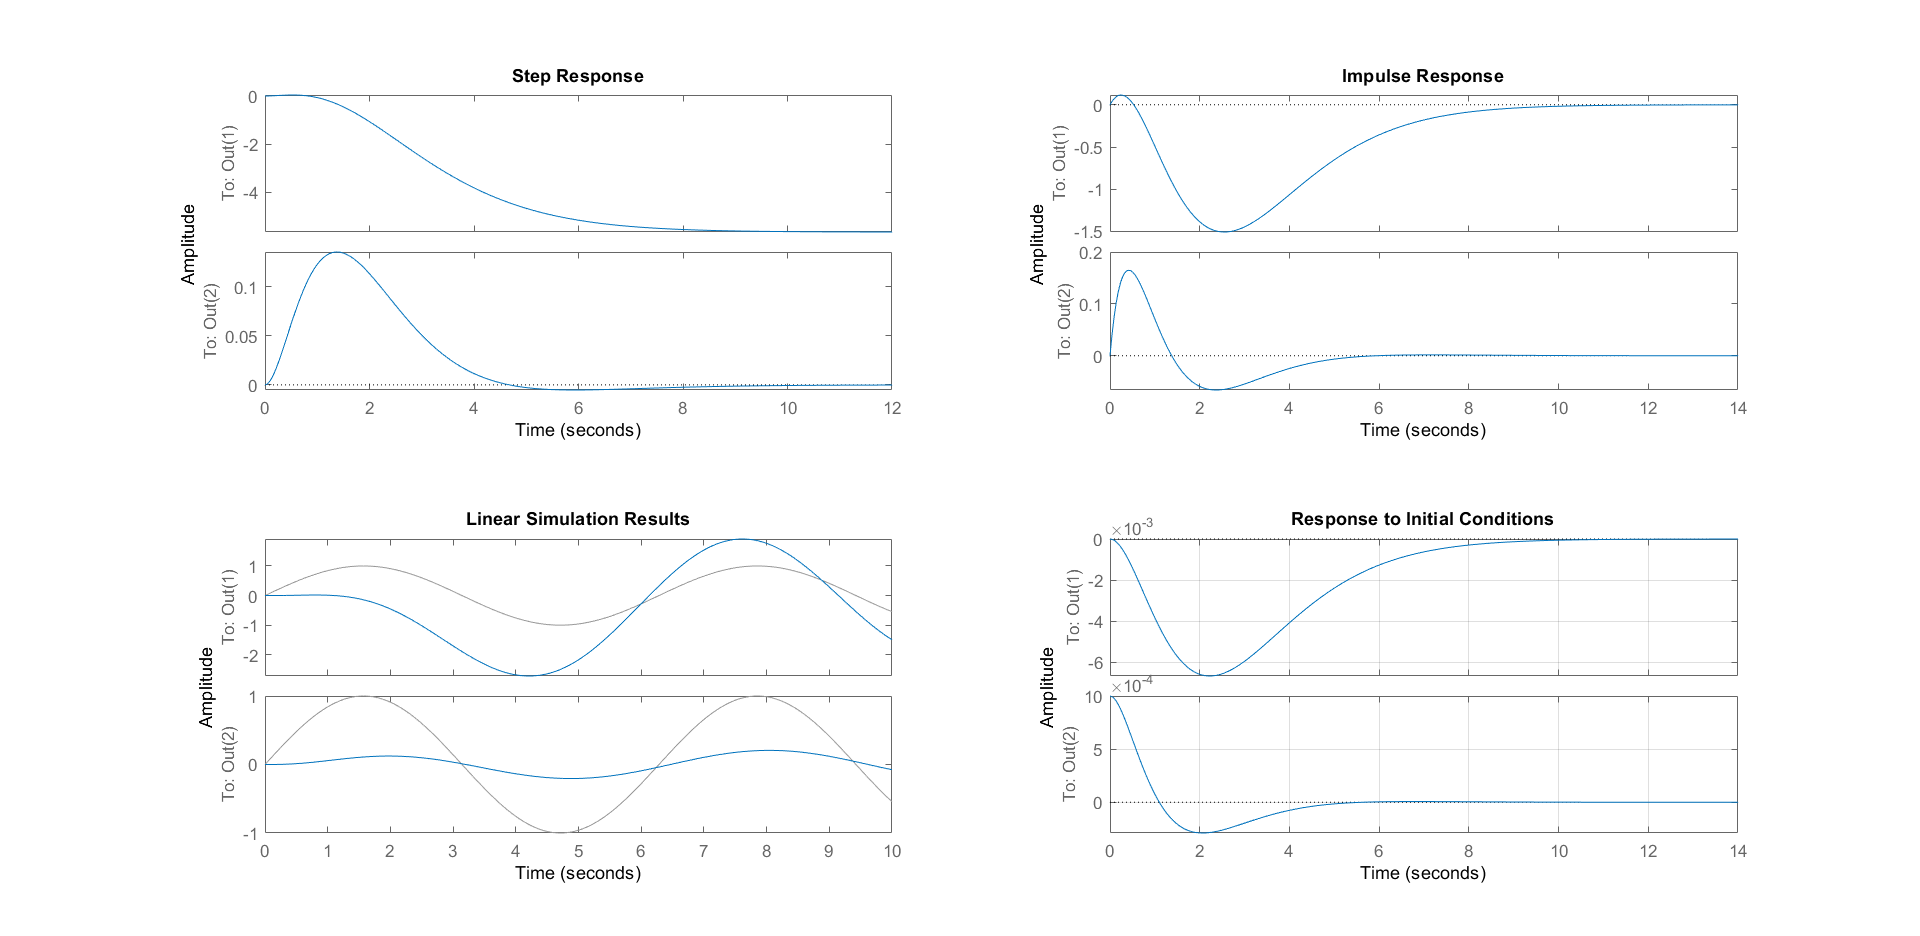 Step Response
Amplitude
To: Out(1)
0
-2
-4
To: Out(2)
0.1
0.05
0
0 2 4 6 8 10 12
Time (seconds)
Impulse Response
Amplitude
To: Out(1)
0
-0.5
-1
-1.5
To: Out(2)
0.2
0.1
0
0 2 4 6 8 10 12 14
Time (seconds)
Linear Simulation Results
Amplitude
To: Out(1)
1
0
-1
-2
To: Out(2)
1
0
-1
0 1 2 3 4 5 6 7 8 9 10
Time (seconds)
Response to Initial Conditions
×10⁻³
Amplitude
To: Out(1)
0
-2
-4
-6
×10⁻⁴
To: Out(2)
10
5
0
0 2 4 6 8 10 12 14
Time (seconds)